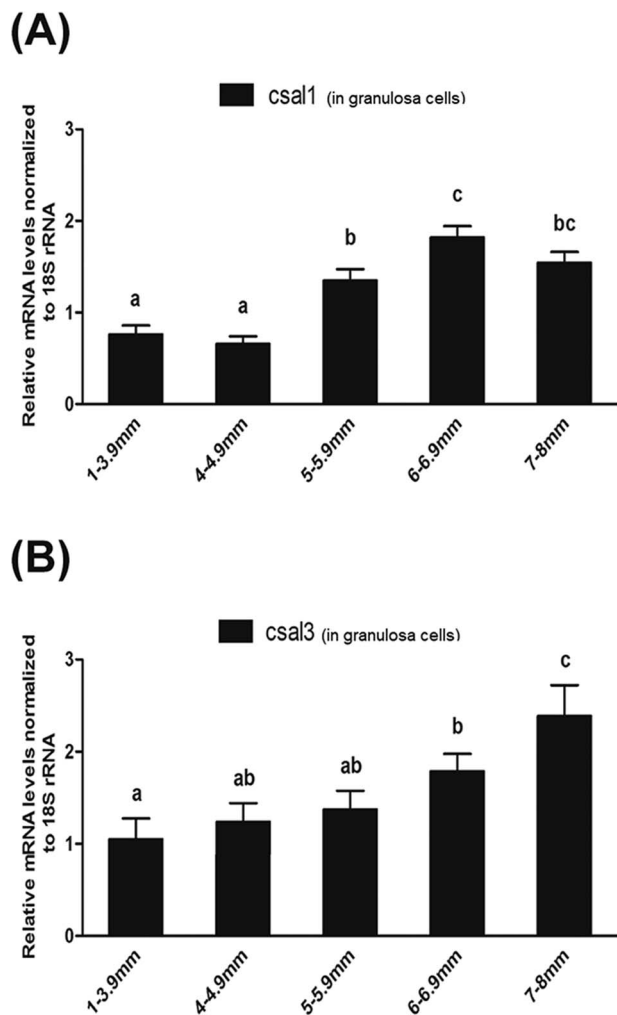 (A)
csal1 (in granulosa cells)
Relative mRNA levels normalized
to 18S rRNA
3
2
1
0
a
a
b
c
bc
1-3.9mm
4-4.9mm
5-5.9mm
6-6.9mm
7-8mm
(B)
csal3 (in granulosa cells)
Relative mRNA levels normalized
to 18S rRNA
3
2
1
0
a
ab
ab
b
c
1-3.9mm
4-4.9mm
5-5.9mm
6-6.9mm
7-8mm